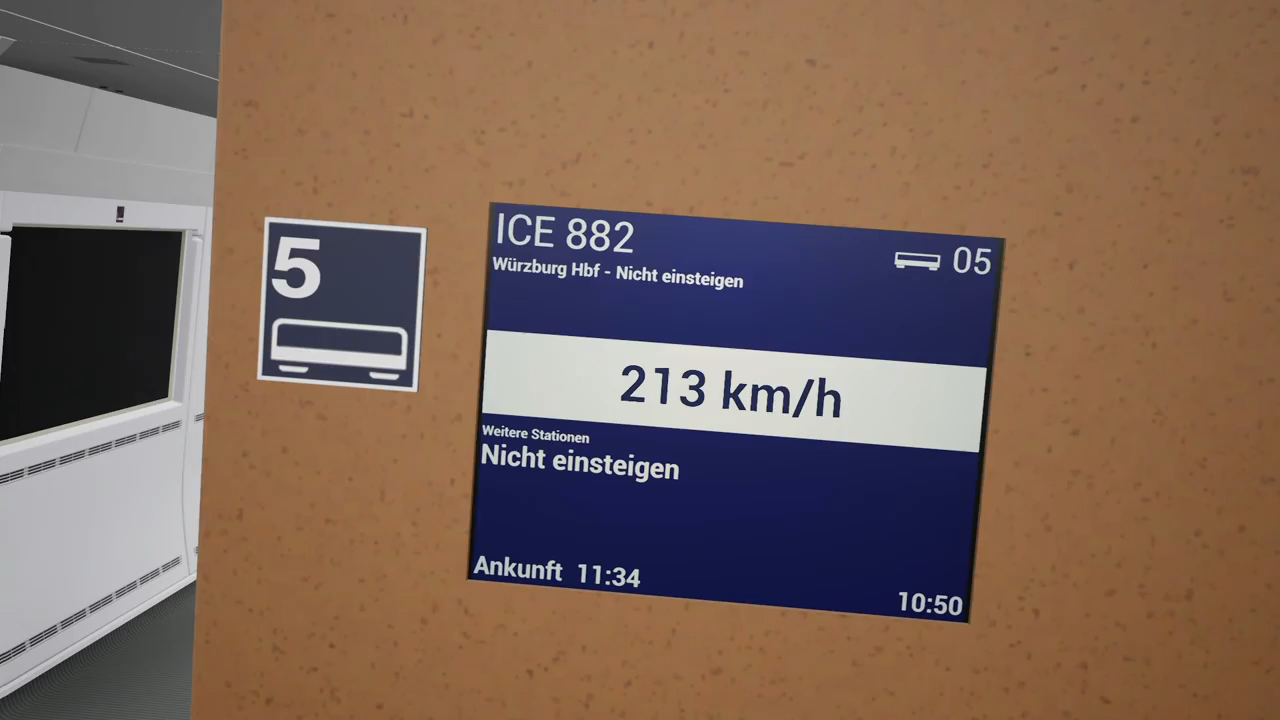 5
ICE 882
05
Würzburg Hbf - Nicht einsteigen
213 km/h
Weitere Stationen
Nicht einsteigen
Ankunft 11:34
10:50